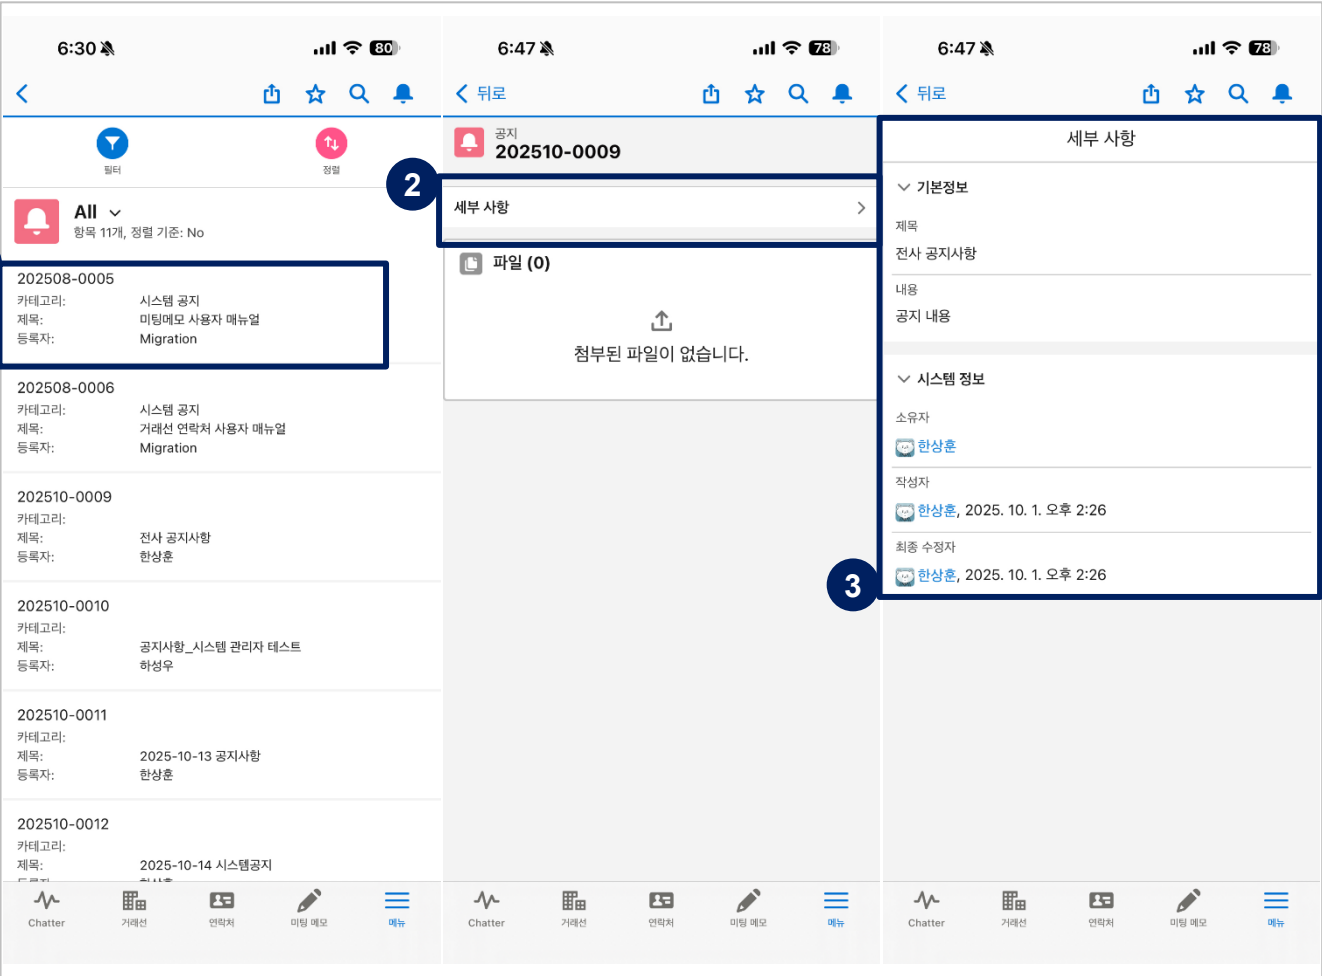 6:30
80
필터
정렬
All
항목 11개, 정렬 기준: No
202508-0005
카테고리: 시스템 공지
제목: 미팅메모 사용자 매뉴얼
등록자: Migration
202508-0006
카테고리: 시스템 공지
제목: 거래선 연락처 사용자 매뉴얼
등록자: Migration
202510-0009
카테고리:
제목: 전사 공지사항
등록자: 한상훈
202510-0010
카테고리:
제목: 공지사항_시스템 관리자 테스트
등록자: 하성우
202510-0011
카테고리:
제목: 2025-10-13 공지사항
등록자: 한상훈
202510-0012
카테고리:
제목: 2025-10-14 시스템공지
Chatter
거래선
연락처
미팅 메모
메뉴
6:47
78
뒤로
공지
202510-0009
2
세부 사항
파일 (0)
첨부된 파일이 없습니다.
Chatter
거래선
연락처
미팅 메모
메뉴
6:47
78
뒤로
세부 사항
기본정보
제목
전사 공지사항
내용
공지 내용
시스템 정보
소유자
한상훈
작성자
한상훈, 2025. 10. 1. 오후 2:26
최종 수정자
한상훈, 2025. 10. 1. 오후 2:26
3
Chatter
거래선
연락처
미팅 메모
메뉴